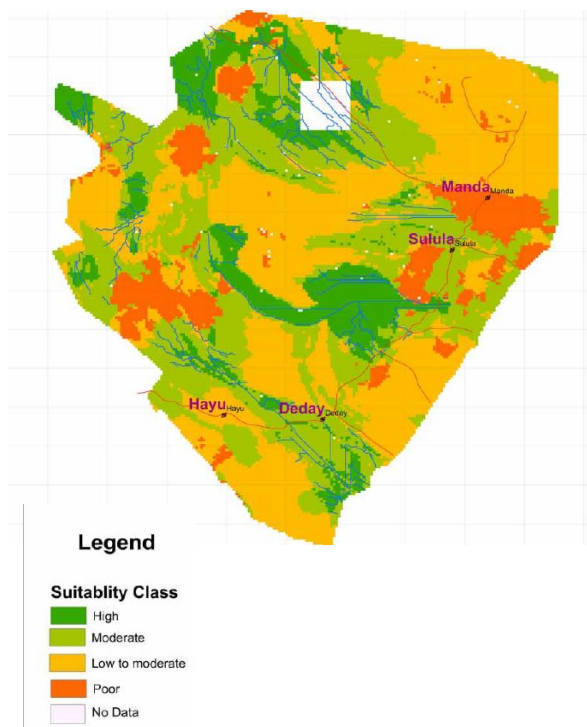 Manda Manda
Sulula Sulula
Hayu Hayu
Deday Deday
Legend
Suitablity Class
High
Moderate
Low to moderate
Poor
No Data